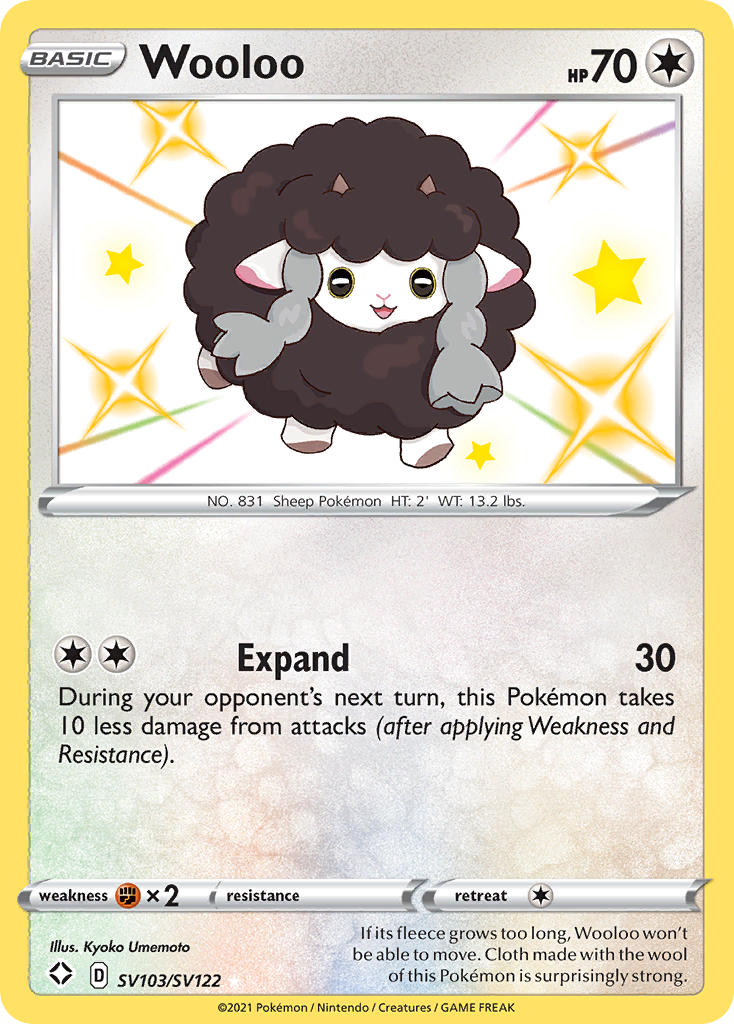 BASIC
Wooloo
HP 70
NO. 831 Sheep Pokémon HT: 2' WT: 13.2 lbs.
Expand 30
During your opponent's next turn, this Pokémon takes
10 less damage from attacks (after applying Weakness and
Resistance).
weakness ×2 resistance retreat
Illus. Kyoko Umemoto
If its fleece grows too long, Wooloo won't
be able to move. Cloth made with the wool
of this Pokémon is surprisingly strong.
D SV103/SV122
©2021 Pokémon / Nintendo / Creatures / GAME FREAK